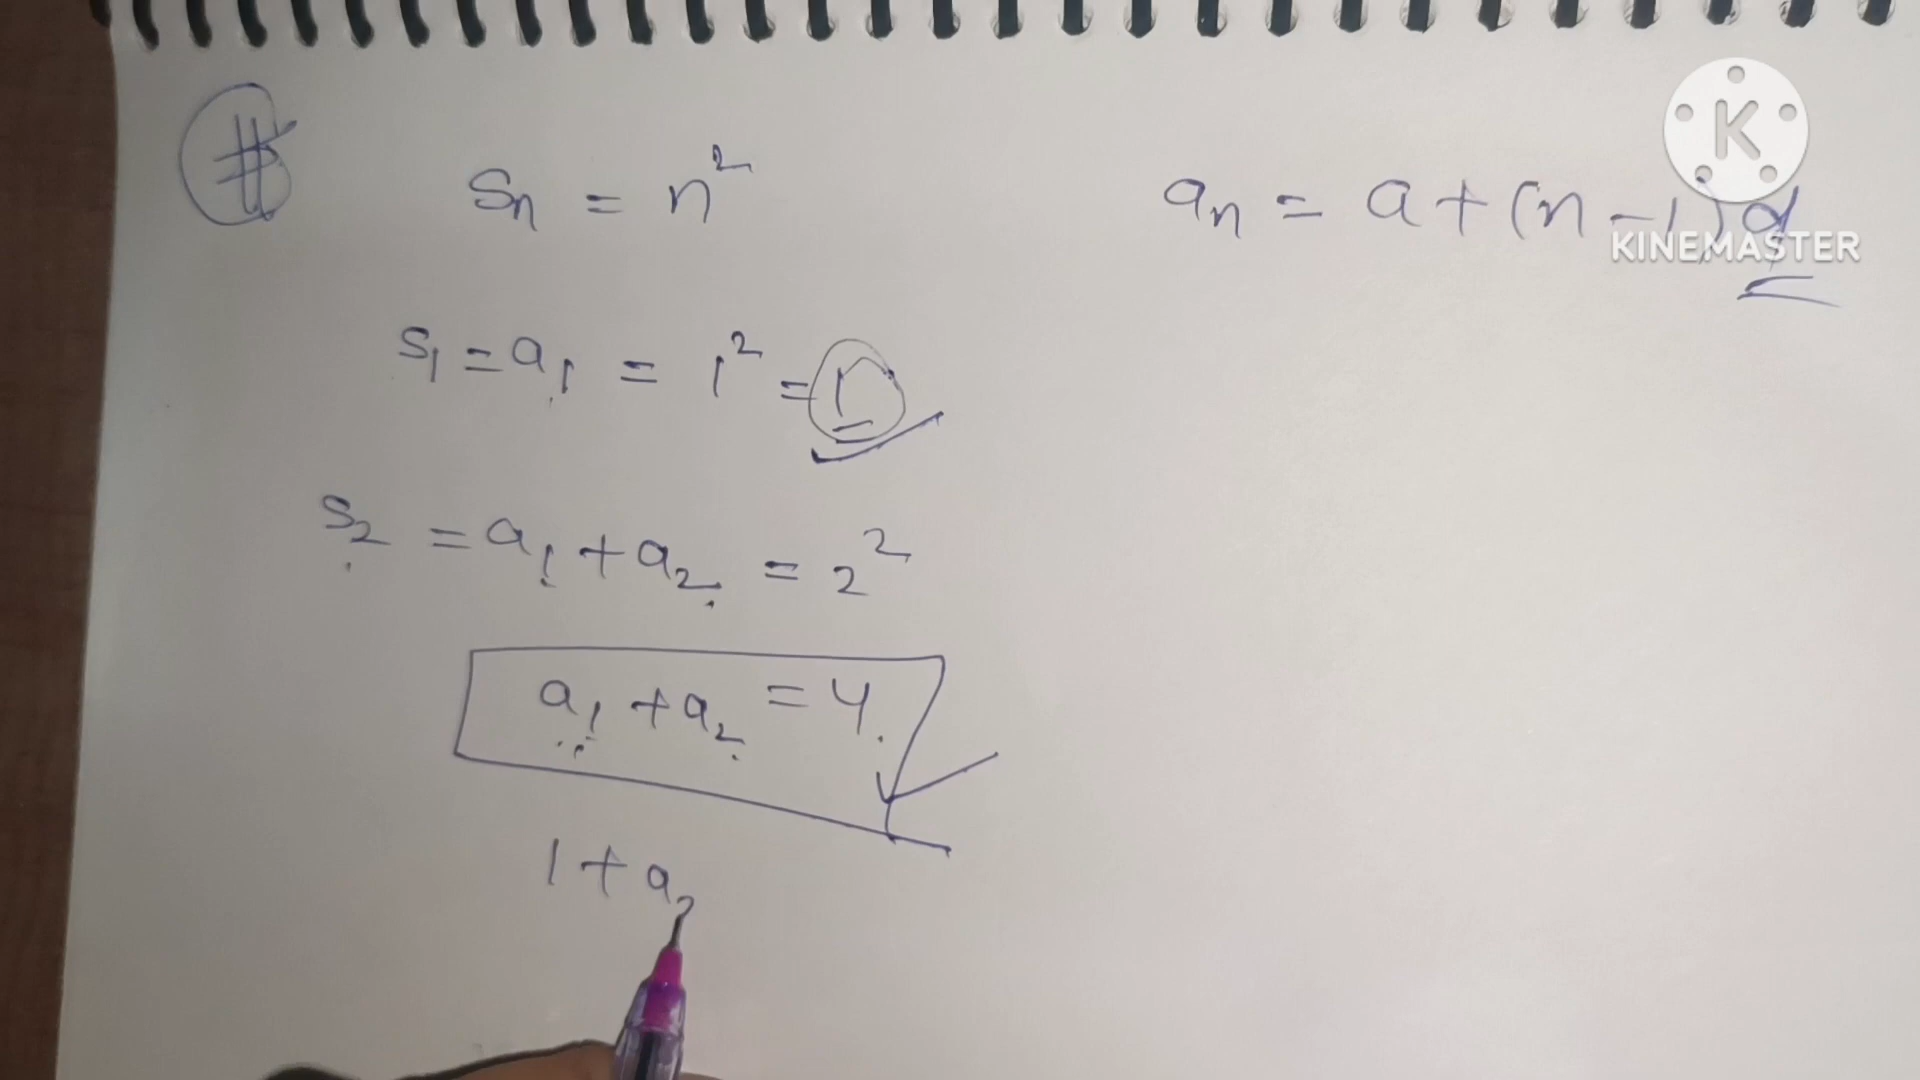 #
Sn = n²
an = a + (n - 1) d
K
KINEMASTER
S₁ = a₁ = 1² = 1
S₂ = a₁ + a₂ = 2²
a₁ + a₂ = 4.
1 + a₂